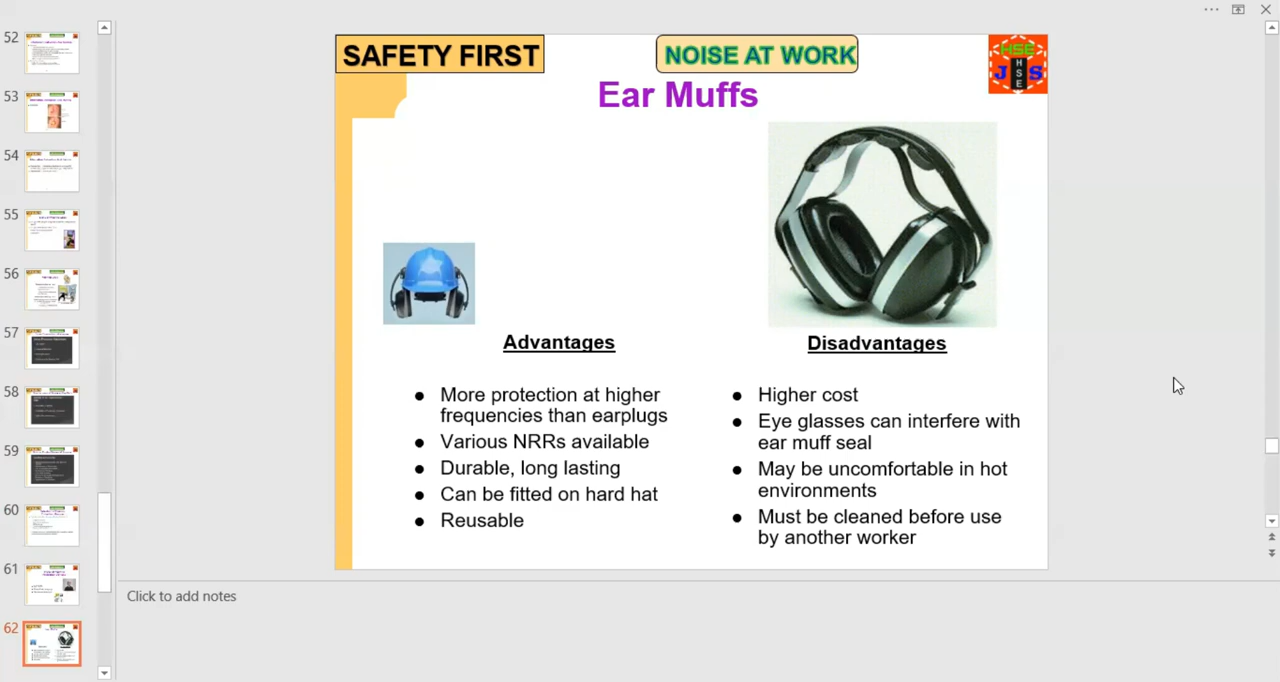 52
53
54
55
56
57
58
59
60
61
62
SAFETY FIRST
NOISE AT WORK
HSE
J HSE S
Ear Muffs
Advantages
● More protection at higher
frequencies than earplugs
● Various NRRs available
● Durable, long lasting
● Can be fitted on hard hat
● Reusable
Disadvantages
● Higher cost
● Eye glasses can interfere with
ear muff seal
● May be uncomfortable in hot
environments
● Must be cleaned before use
by another worker
Click to add notes